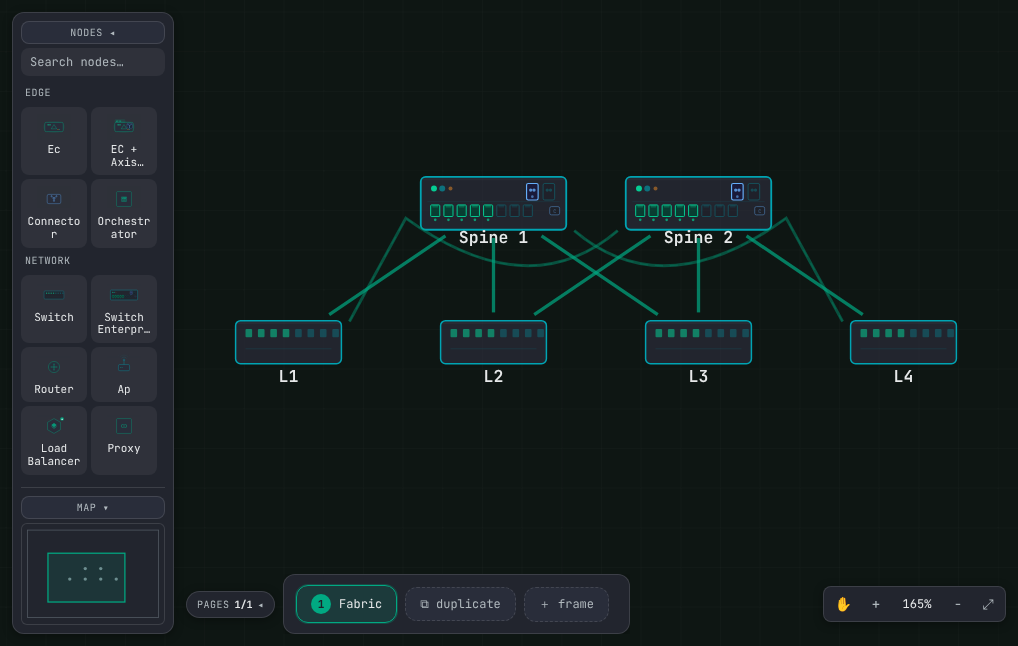 NODES ◂
Search nodes…
EDGE
Ec
EC +
Axis…
Connecto
r
Orchestr
ator
NETWORK
Switch
Switch
Enterpr…
Router
Ap
Load
Balancer
Proxy
MAP ▾
Spine 1
Spine 2
L1
L2
L3
L4
PAGES 1/1 ◂
1 Fabric
⧉ duplicate
+ frame
+ 165% -